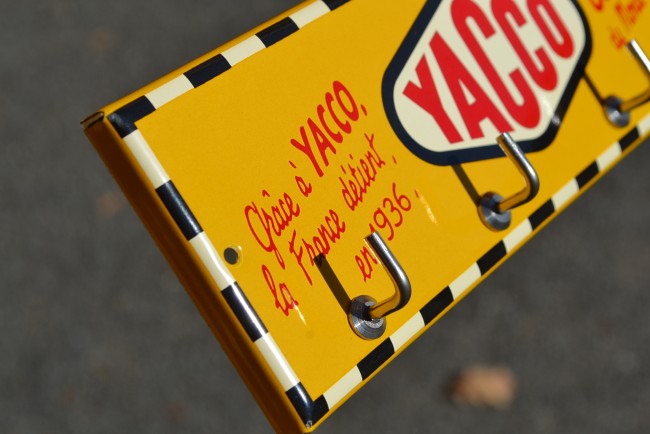 Grâce à YACCO,
la France détient,
en 1936,
YACCO